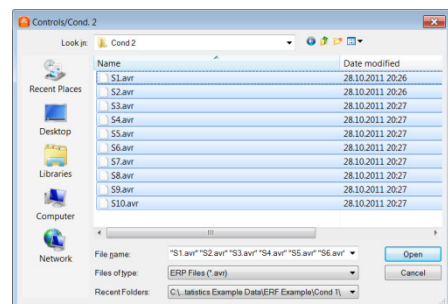 Controls/Cond. 2
Look in: Cond 2
Name Date modified
S1.avr 28.10.2011 20:26
S2.avr 28.10.2011 20:26
S3.avr 28.10.2011 20:27
S4.avr 28.10.2011 20:27
S5.avr 28.10.2011 20:27
S6.avr 28.10.2011 20:27
S7.avr 28.10.2011 20:27
S8.avr 28.10.2011 20:27
S9.avr 28.10.2011 20:27
S10.avr 28.10.2011 20:27
Recent Places
Desktop
Libraries
Computer
Network
File name: "S1.avr" "S2.avr" "S3.avr" "S4.avr" "S5.avr" "S6.avr" Open
Files of type: ERP Files (*.avr) Cancel
Recent Folders: C:\..tatistics Example Data\ERF Example\Cond 1\